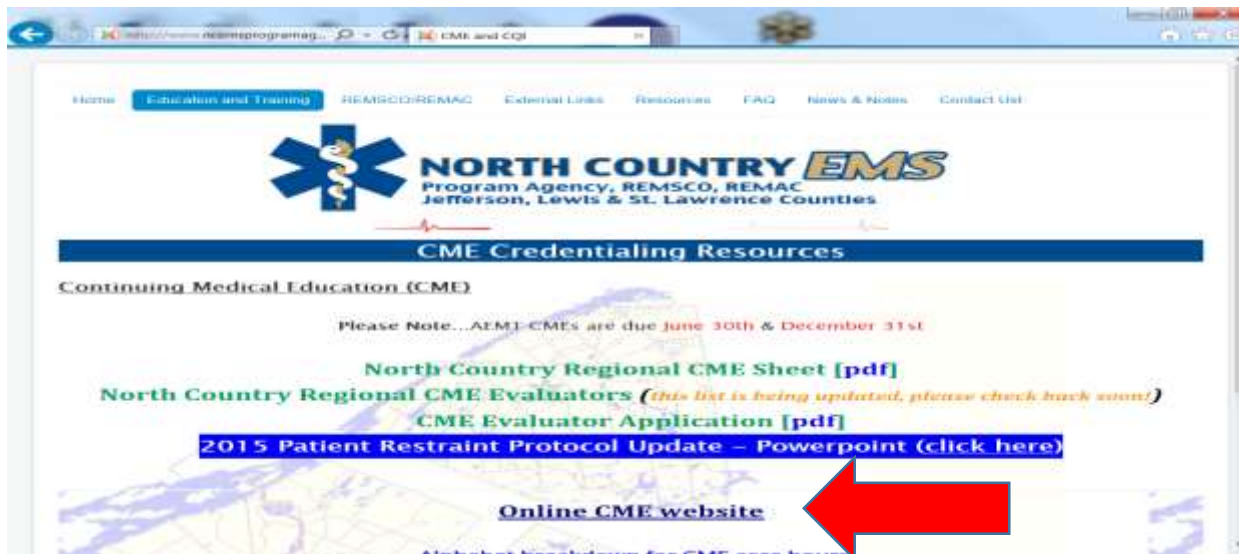 CME and CQI
Home Education and Training REMSCO/REMAC External Links Resources FAQ News & Notes Contact Us!
NORTH COUNTRY EMS
Program Agency, REMSCO, REMAC
Jefferson, Lewis & St. Lawrence Counties
CME Credentialing Resources
Continuing Medical Education (CME)
Please Note...AEMT CMEs are due June 30th & December 31st
North Country Regional CME Sheet [pdf]
North Country Regional CME Evaluators (this list is being updated, please check back soon!)
CME Evaluator Application [pdf]
2015 Patient Restraint Protocol Update – Powerpoint (click here)
Online CME website